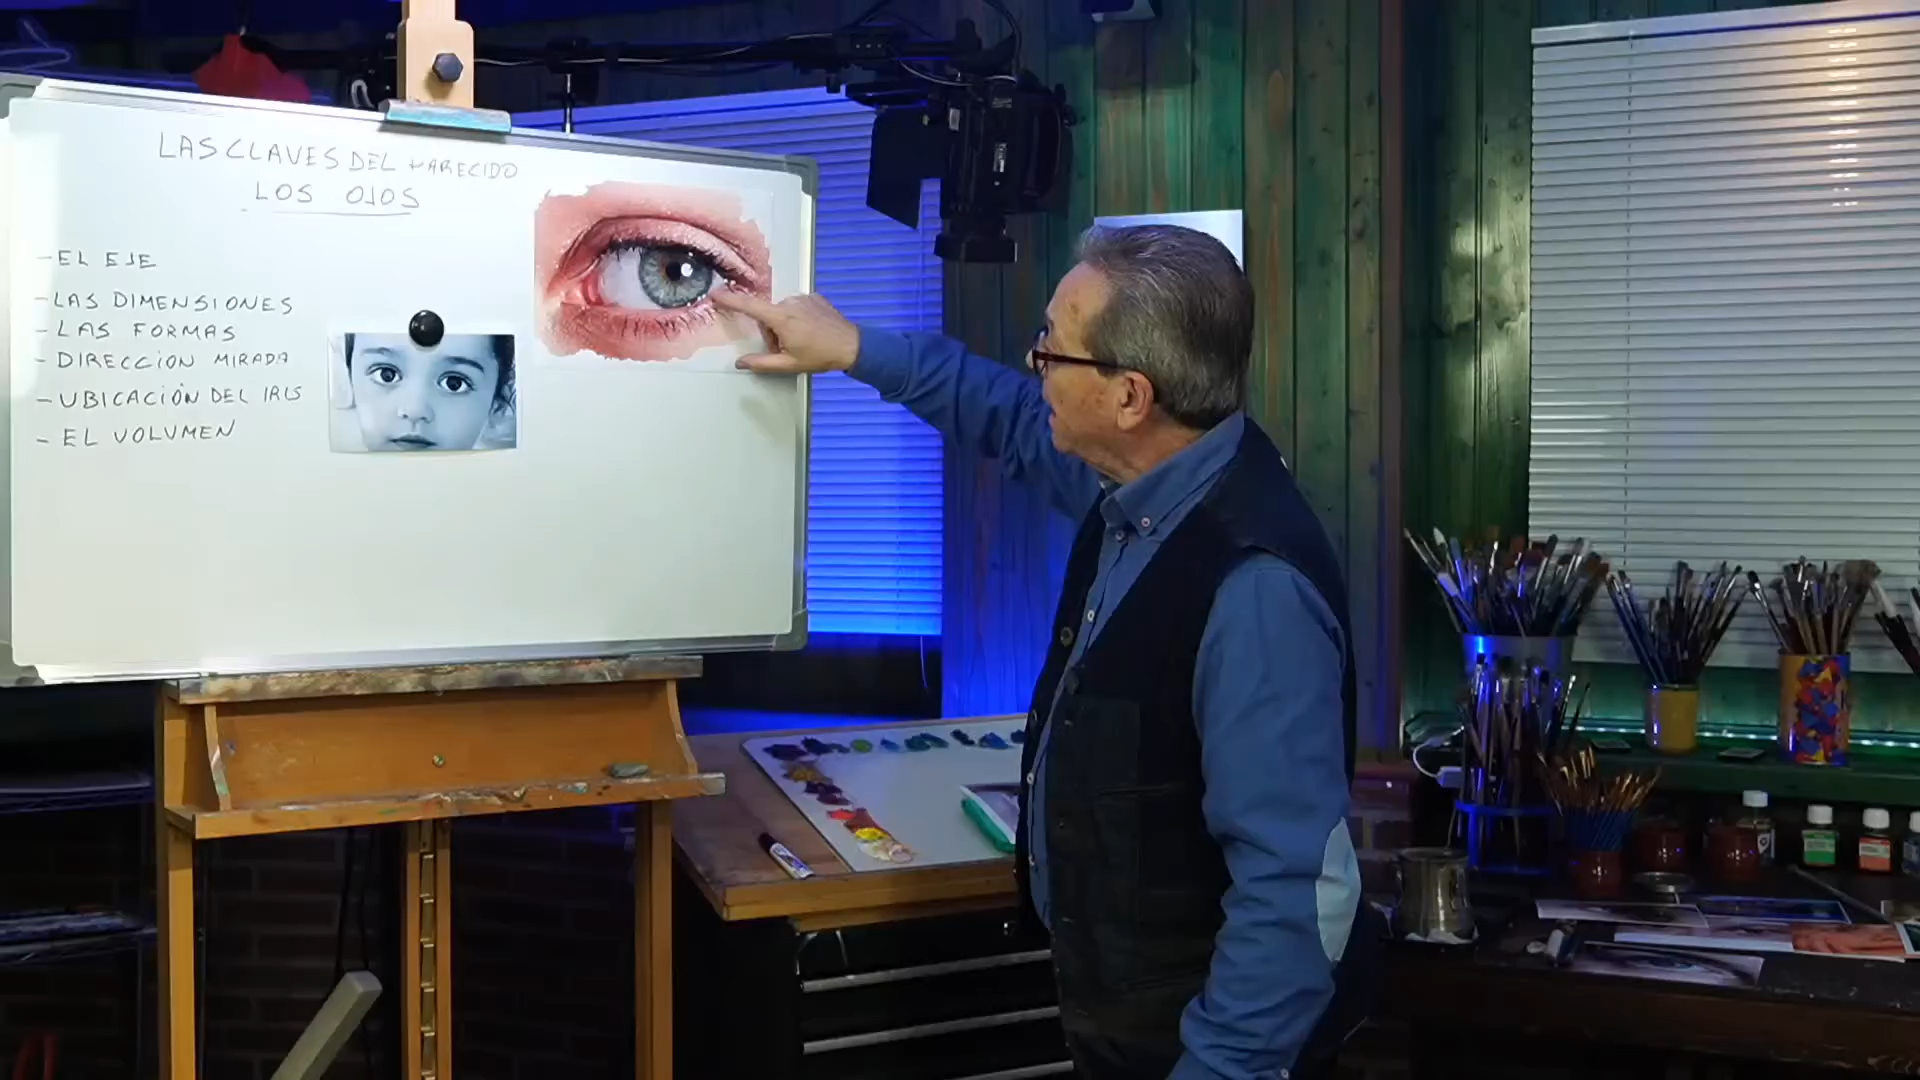 LAS CLAVES DEL PARECIDO
LOS OJOS
- EL EJE
- LAS DIMENSIONES
- LAS FORMAS
- DIRECCION MIRADA
- UBICACIÓN DEL IRIS
- EL VOLUMEN